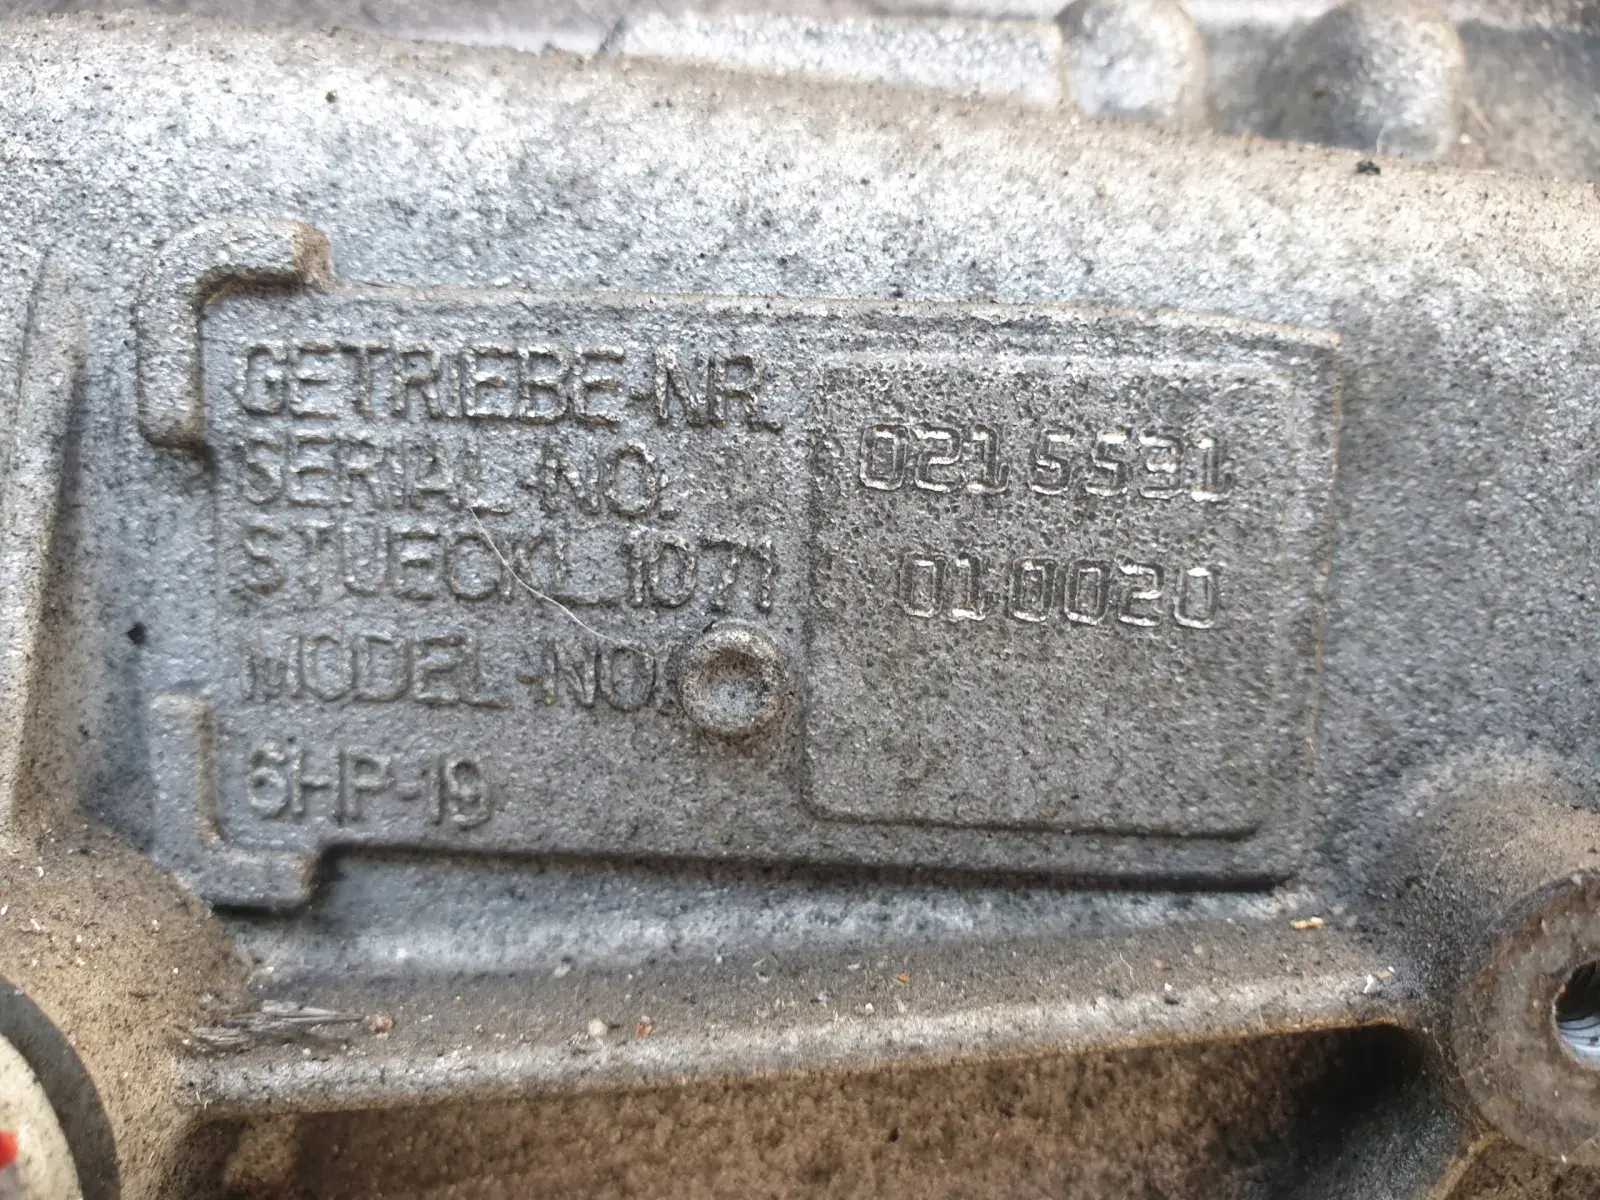 GETRIEBE-NR.
SERIAL-NO. 0215531
STUECKL. 1071 010020
MODEL-NO.
6HP-19